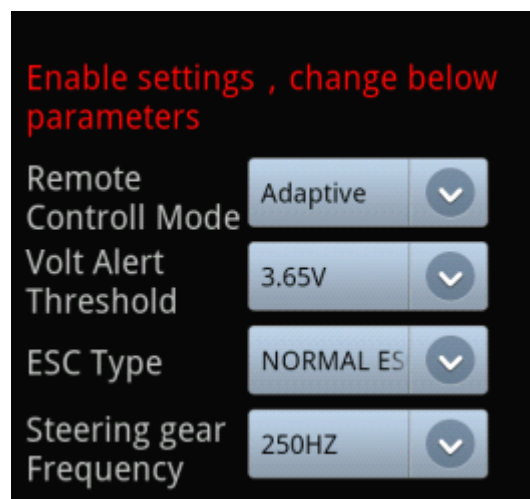 Enable settings , change below
parameters
Remote
Controll Mode
Adaptive
Volt Alert
Threshold
3.65V
ESC Type
NORMAL ES
Steering gear
Frequency
250HZ